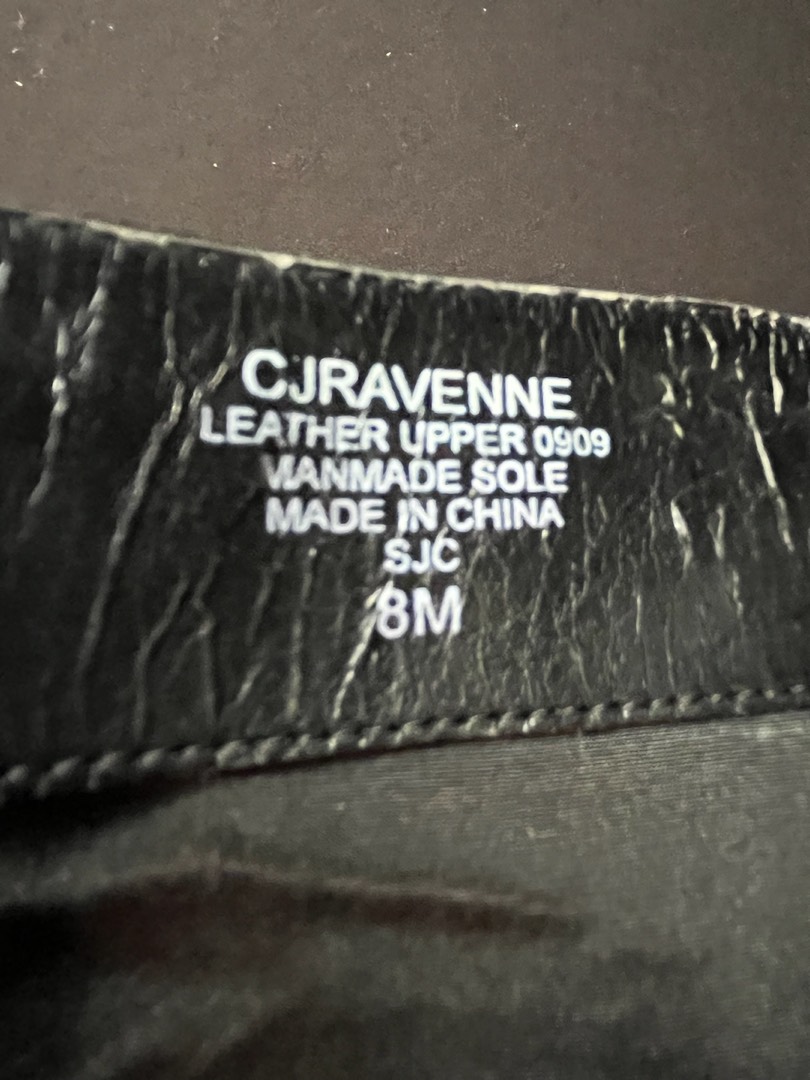 CJRAVENNE
LEATHER UPPER 0909
MANMADE SOLE
MADE IN CHINA
SJC
8M